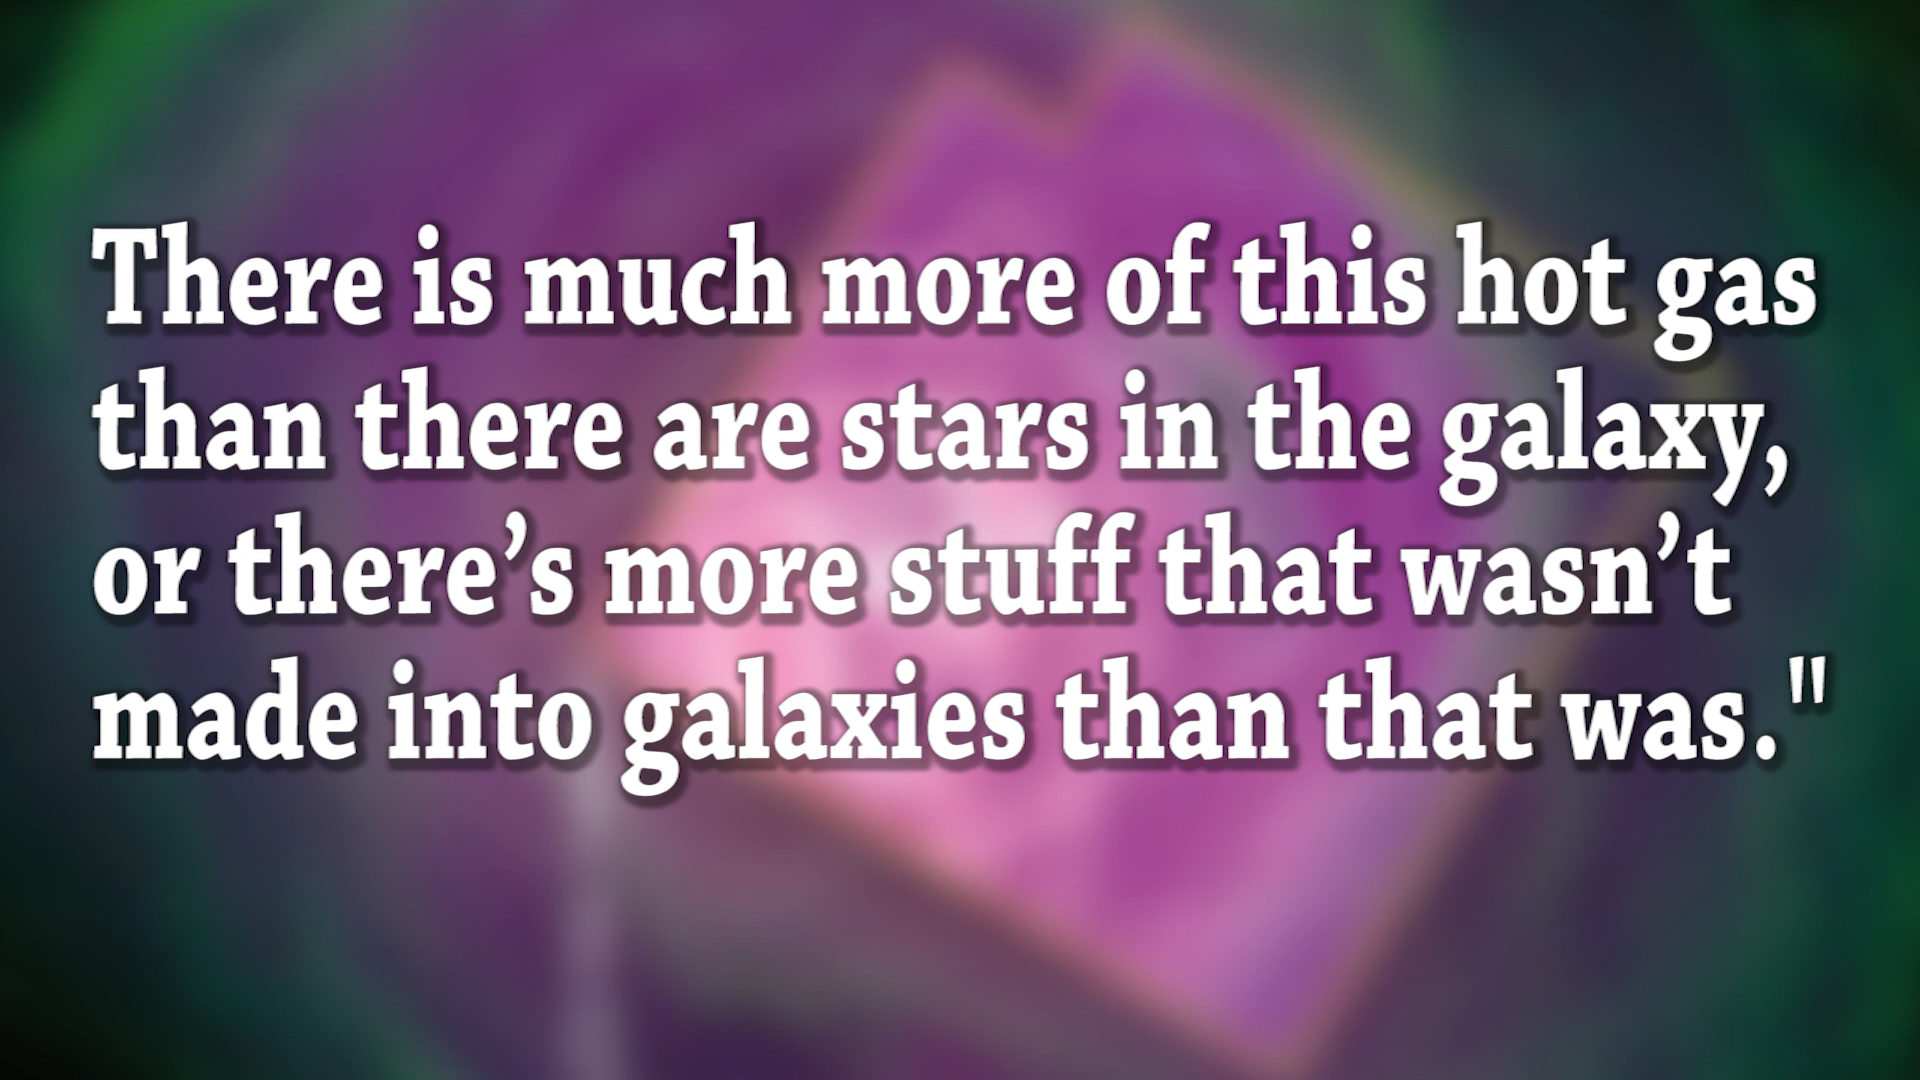 There is much more of this hot gas
than there are stars in the galaxy,
or there’s more stuff that wasn’t
made into galaxies than that was."